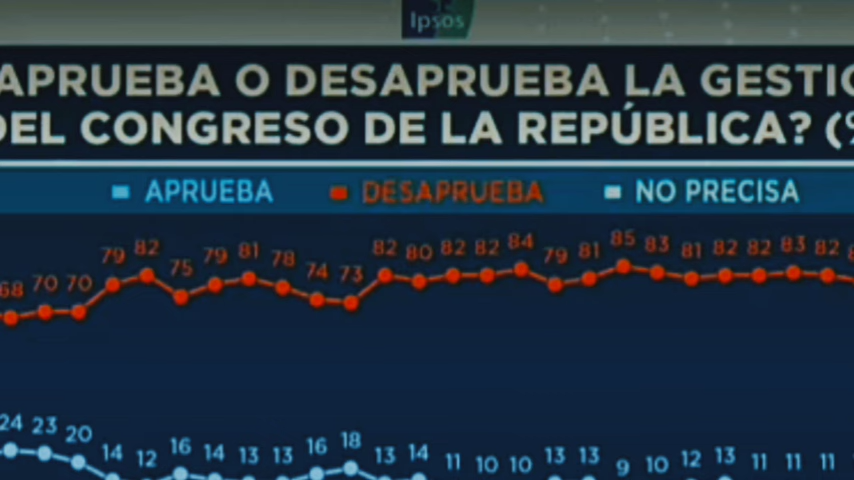 Ipsos
APRUEBA O DESAPRUEBA LA GESTIO
DEL CONGRESO DE LA REPÚBLICA? (%
APRUEBA DESAPRUEBA NO PRECISA
68 70 70 79 82 75 79 81 78 74 73 82 80 82 82 84 79 81 85 83 81 82 82 83 82
24 23 20 14 12 16 14 13 13 16 18 13 14 11 10 10 13 13 9 10 12 13 11 11 11